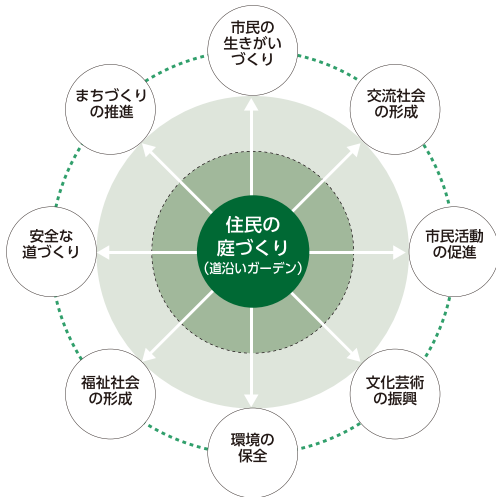 市民の
生きがい
づくり
交流社会
の形成
市民活動
の促進
文化芸術
の振興
環境の
保全
福祉社会
の形成
安全な
道づくり
まちづくり
の推進
住民の
庭づくり
（道沿いガーデン）